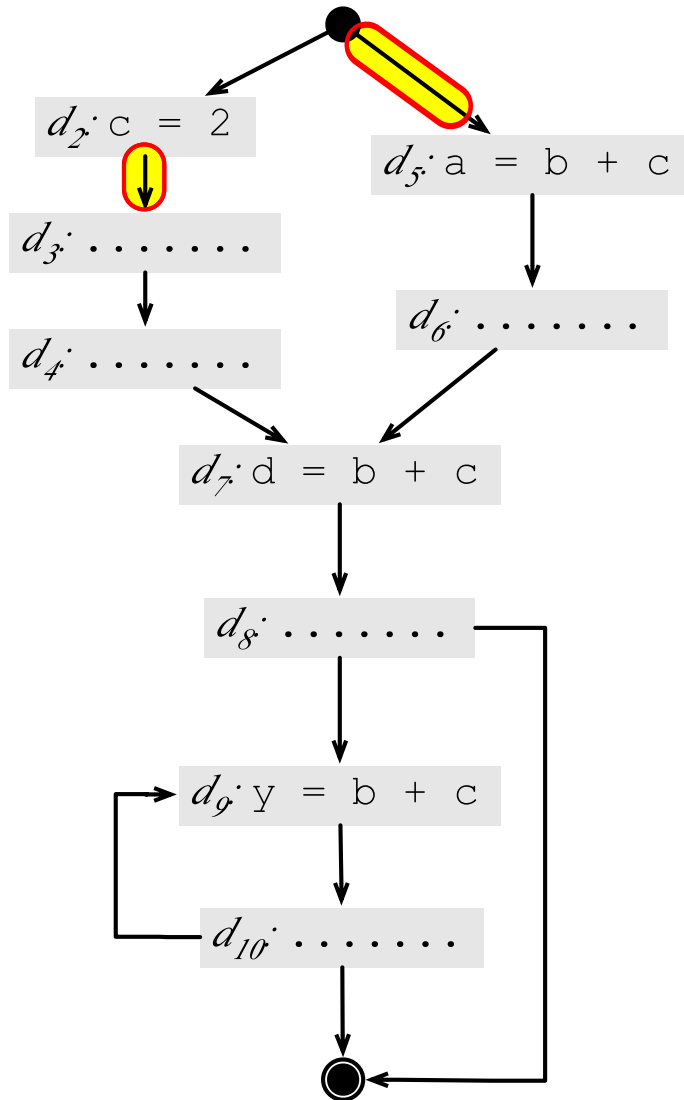 d2: c = 2
d5: a = b + c
d3: .......
d6: .......
d4: .......
d7: d = b + c
d8: .......
d9: y = b + c
d10: .......